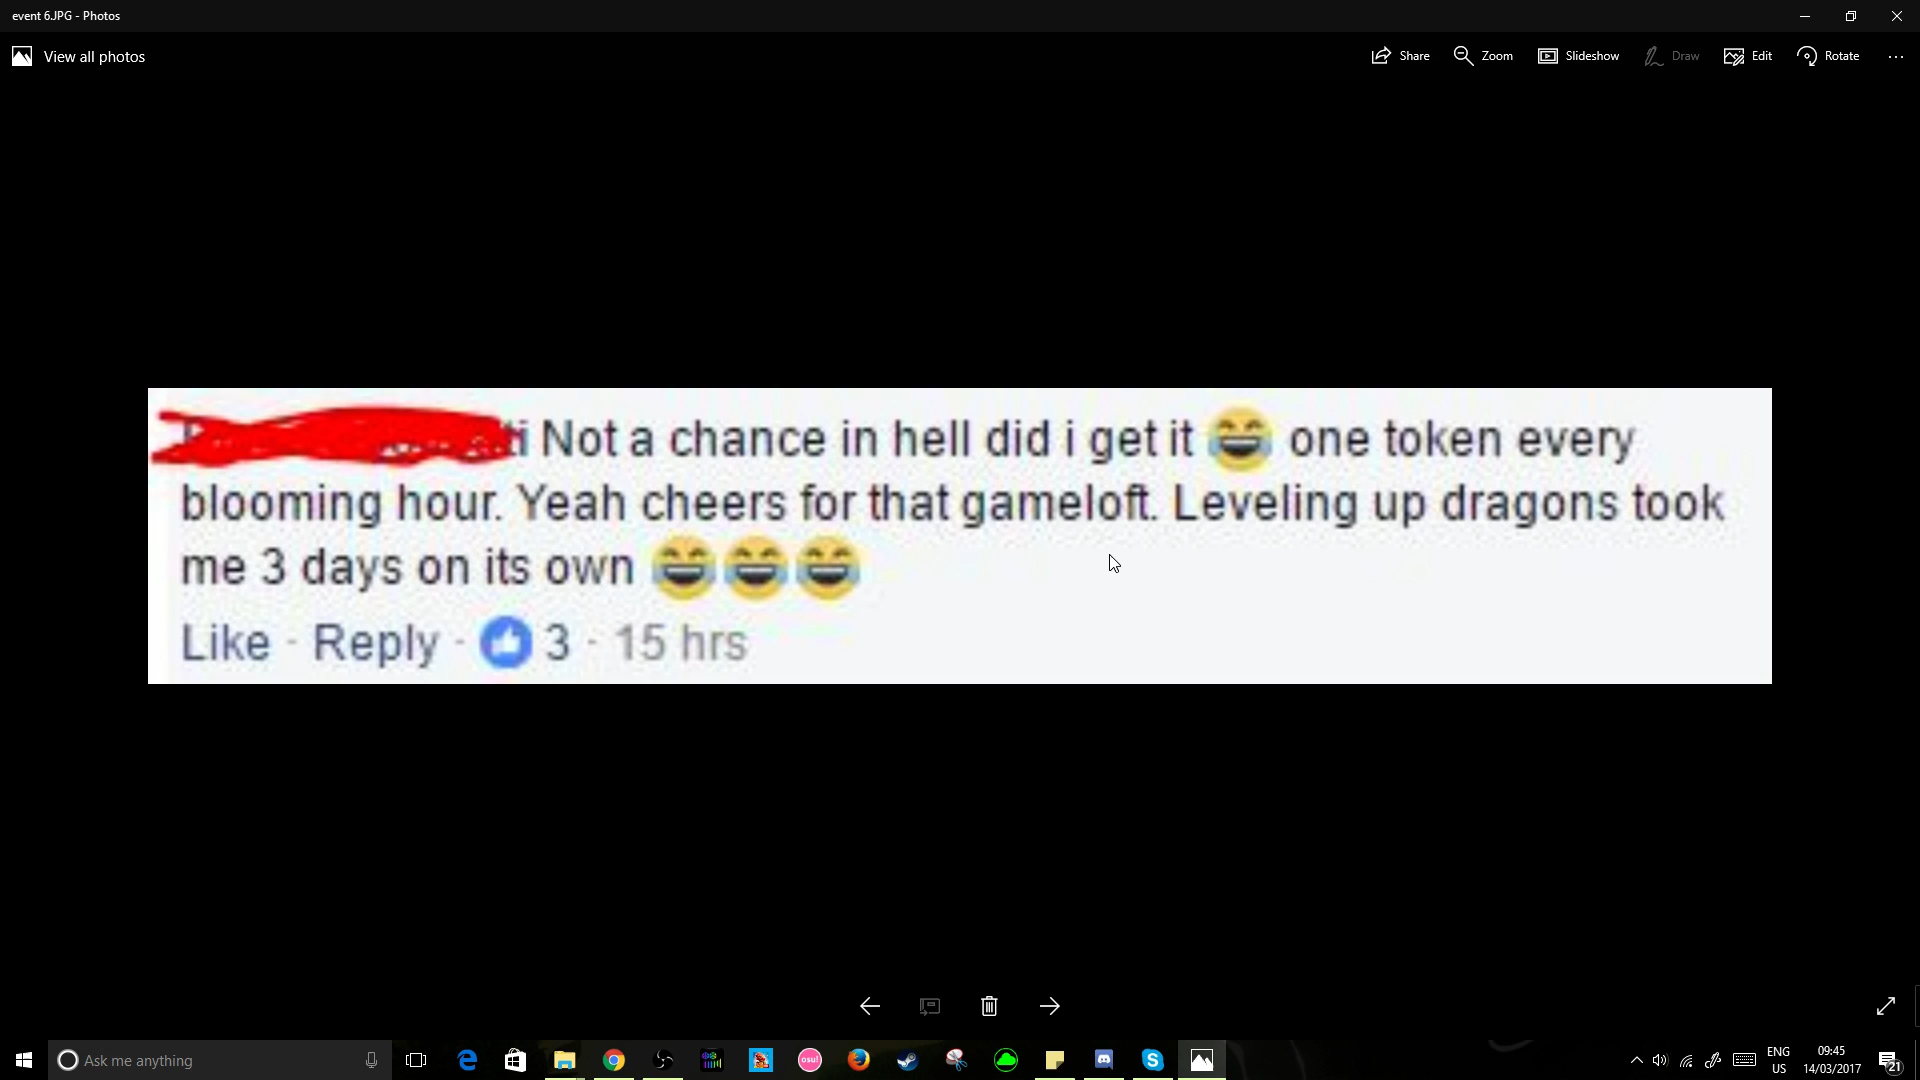 event 6.JPG - Photos
View all photos
Share
Zoom
Slideshow
Draw
Edit
Rotate
Not a chance in hell did i get it 😂 one token every
blooming hour. Yeah cheers for that gameloft. Leveling up dragons took
me 3 days on its own 😂😂😂
Like · Reply · 3 · 15 hrs
Ask me anything
osu!
ENG
US
09:45
14/03/2017
21